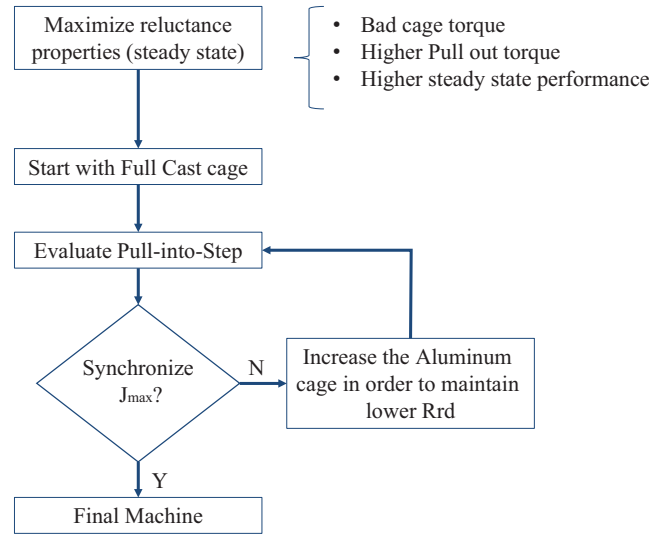 Maximize reluctance
properties (steady state)
• Bad cage torque
• Higher Pull out torque
• Higher steady state performance
Start with Full Cast cage
Evaluate Pull-into-Step
Synchronize
Jmax?
N
Increase the Aluminum
cage in order to maintain
lower Rrd
Y
Final Machine